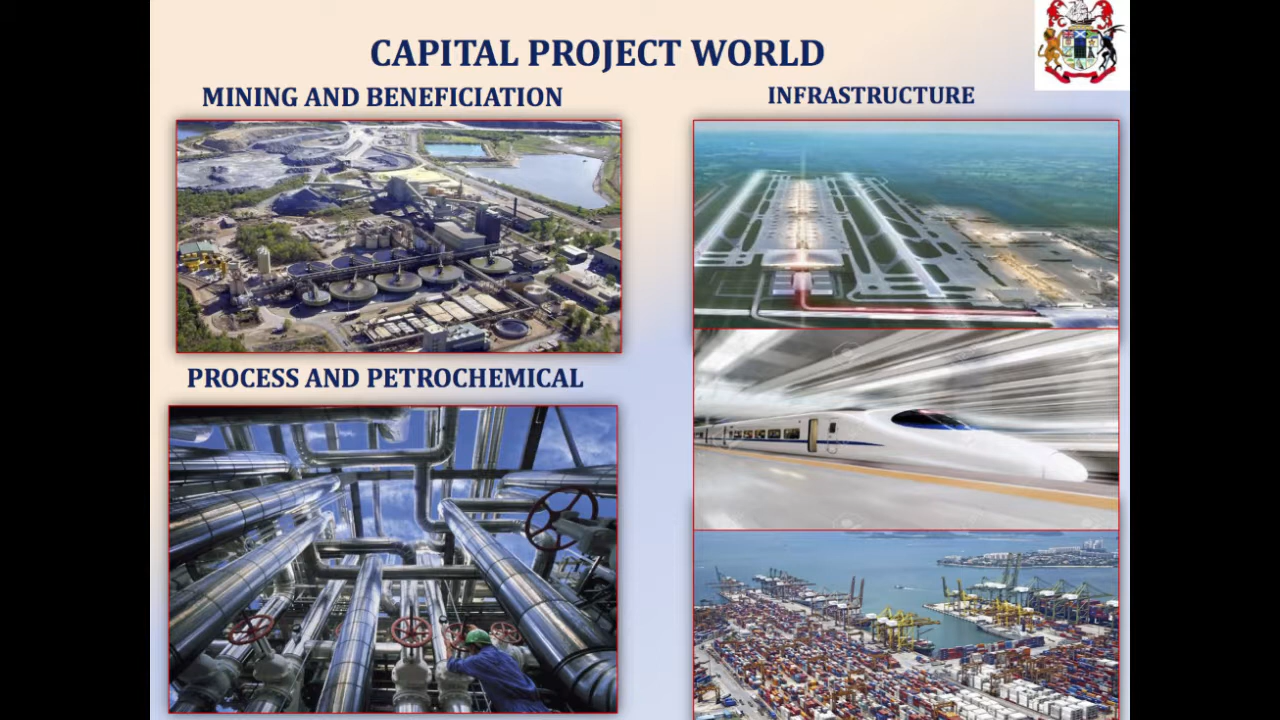 CAPITAL PROJECT WORLD
MINING AND BENEFICIATION
INFRASTRUCTURE
PROCESS AND PETROCHEMICAL